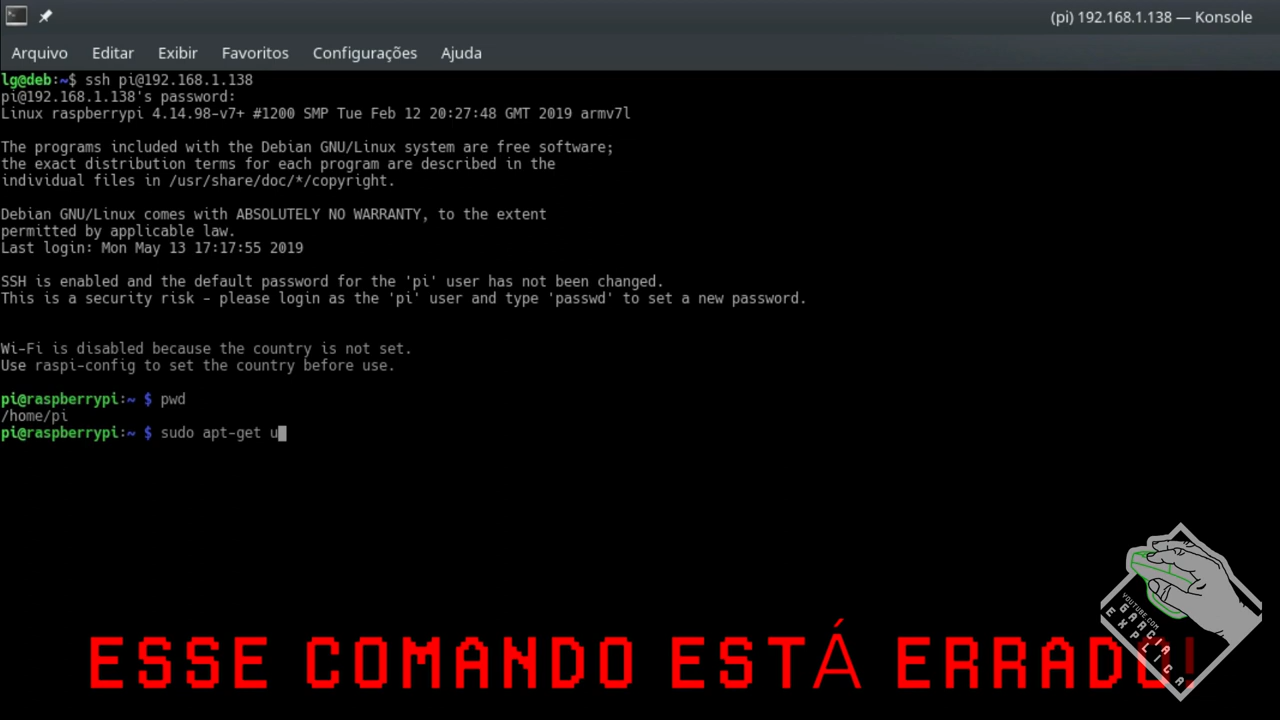 (pi) 192.168.1.138 — Konsole
Arquivo Editar Exibir Favoritos Configurações Ajuda
lg@deb:~$ ssh pi@192.168.1.138
pi@192.168.1.138's password:
Linux raspberrypi 4.14.98-v7+ #1200 SMP Tue Feb 12 20:27:48 GMT 2019 armv7l
The programs included with the Debian GNU/Linux system are free software;
the exact distribution terms for each program are described in the
individual files in /usr/share/doc/*/copyright.
Debian GNU/Linux comes with ABSOLUTELY NO WARRANTY, to the extent
permitted by applicable law.
Last login: Mon May 13 17:17:55 2019
SSH is enabled and the default password for the 'pi' user has not been changed.
This is a security risk - please login as the 'pi' user and type 'passwd' to set a new password.
Wi-Fi is disabled because the country is not set.
Use raspi-config to set the country before use.
pi@raspberrypi:~ $ pwd
/home/pi
pi@raspberrypi:~ $ sudo apt-get u
ESSE COMANDO ESTÁ ERRADO!
YOUTUBE.COM
GARCIA
EXPLICA